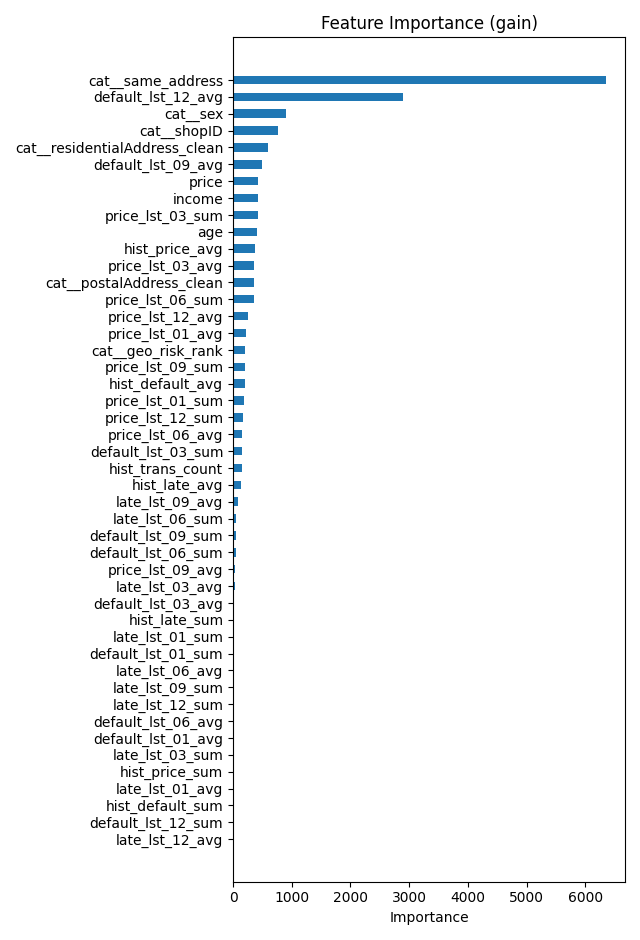 Feature Importance (gain)
cat__same_address
default_lst_12_avg
cat__sex
cat__shopID
cat__residentialAddress_clean
default_lst_09_avg
price
income
price_lst_03_sum
age
hist_price_avg
price_lst_03_avg
cat__postalAddress_clean
price_lst_06_sum
price_lst_12_avg
price_lst_01_avg
cat__geo_risk_rank
price_lst_09_sum
hist_default_avg
price_lst_01_sum
price_lst_12_sum
price_lst_06_avg
default_lst_03_sum
hist_trans_count
hist_late_avg
late_lst_09_avg
late_lst_06_sum
default_lst_09_sum
default_lst_06_sum
price_lst_09_avg
late_lst_03_avg
default_lst_03_avg
hist_late_sum
late_lst_01_sum
default_lst_01_sum
late_lst_06_avg
late_lst_09_sum
late_lst_12_sum
default_lst_06_avg
default_lst_01_avg
late_lst_03_sum
hist_price_sum
late_lst_01_avg
hist_default_sum
default_lst_12_sum
late_lst_12_avg
0 1000 2000 3000 4000 5000 6000
Importance